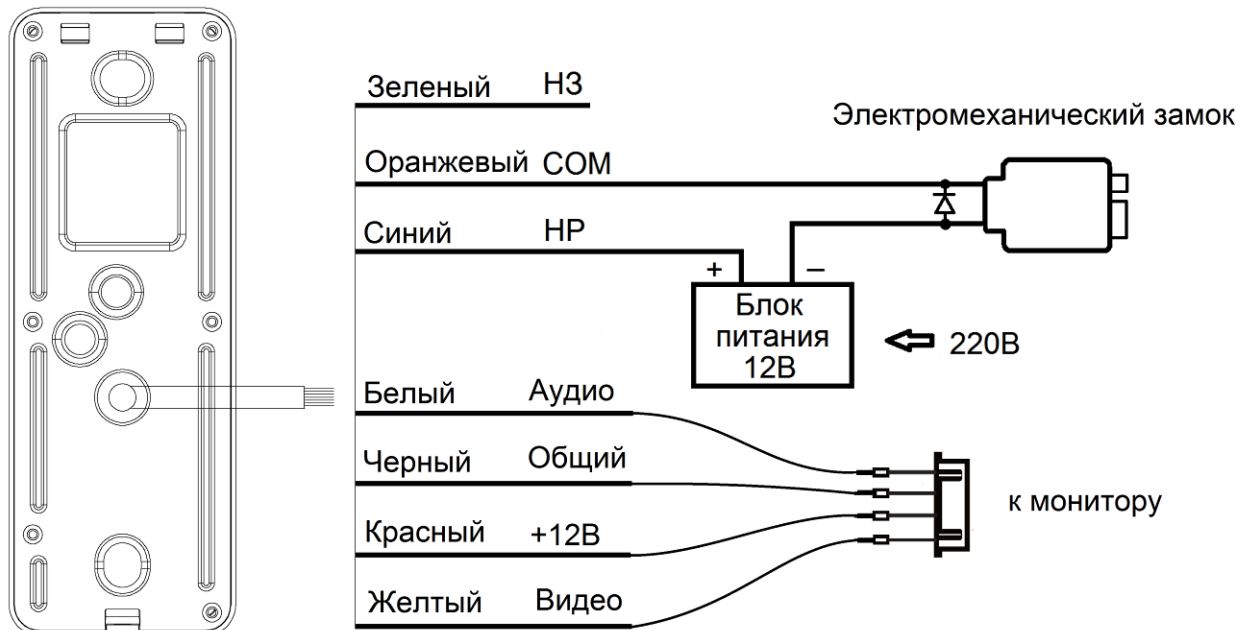 Зеленый НЗ
Электромеханический замок
Оранжевый COM
Синий НР
+ –
Блок
питания
12В
220В
Белый Аудио
Черный Общий
к монитору
Красный +12В
Желтый Видео